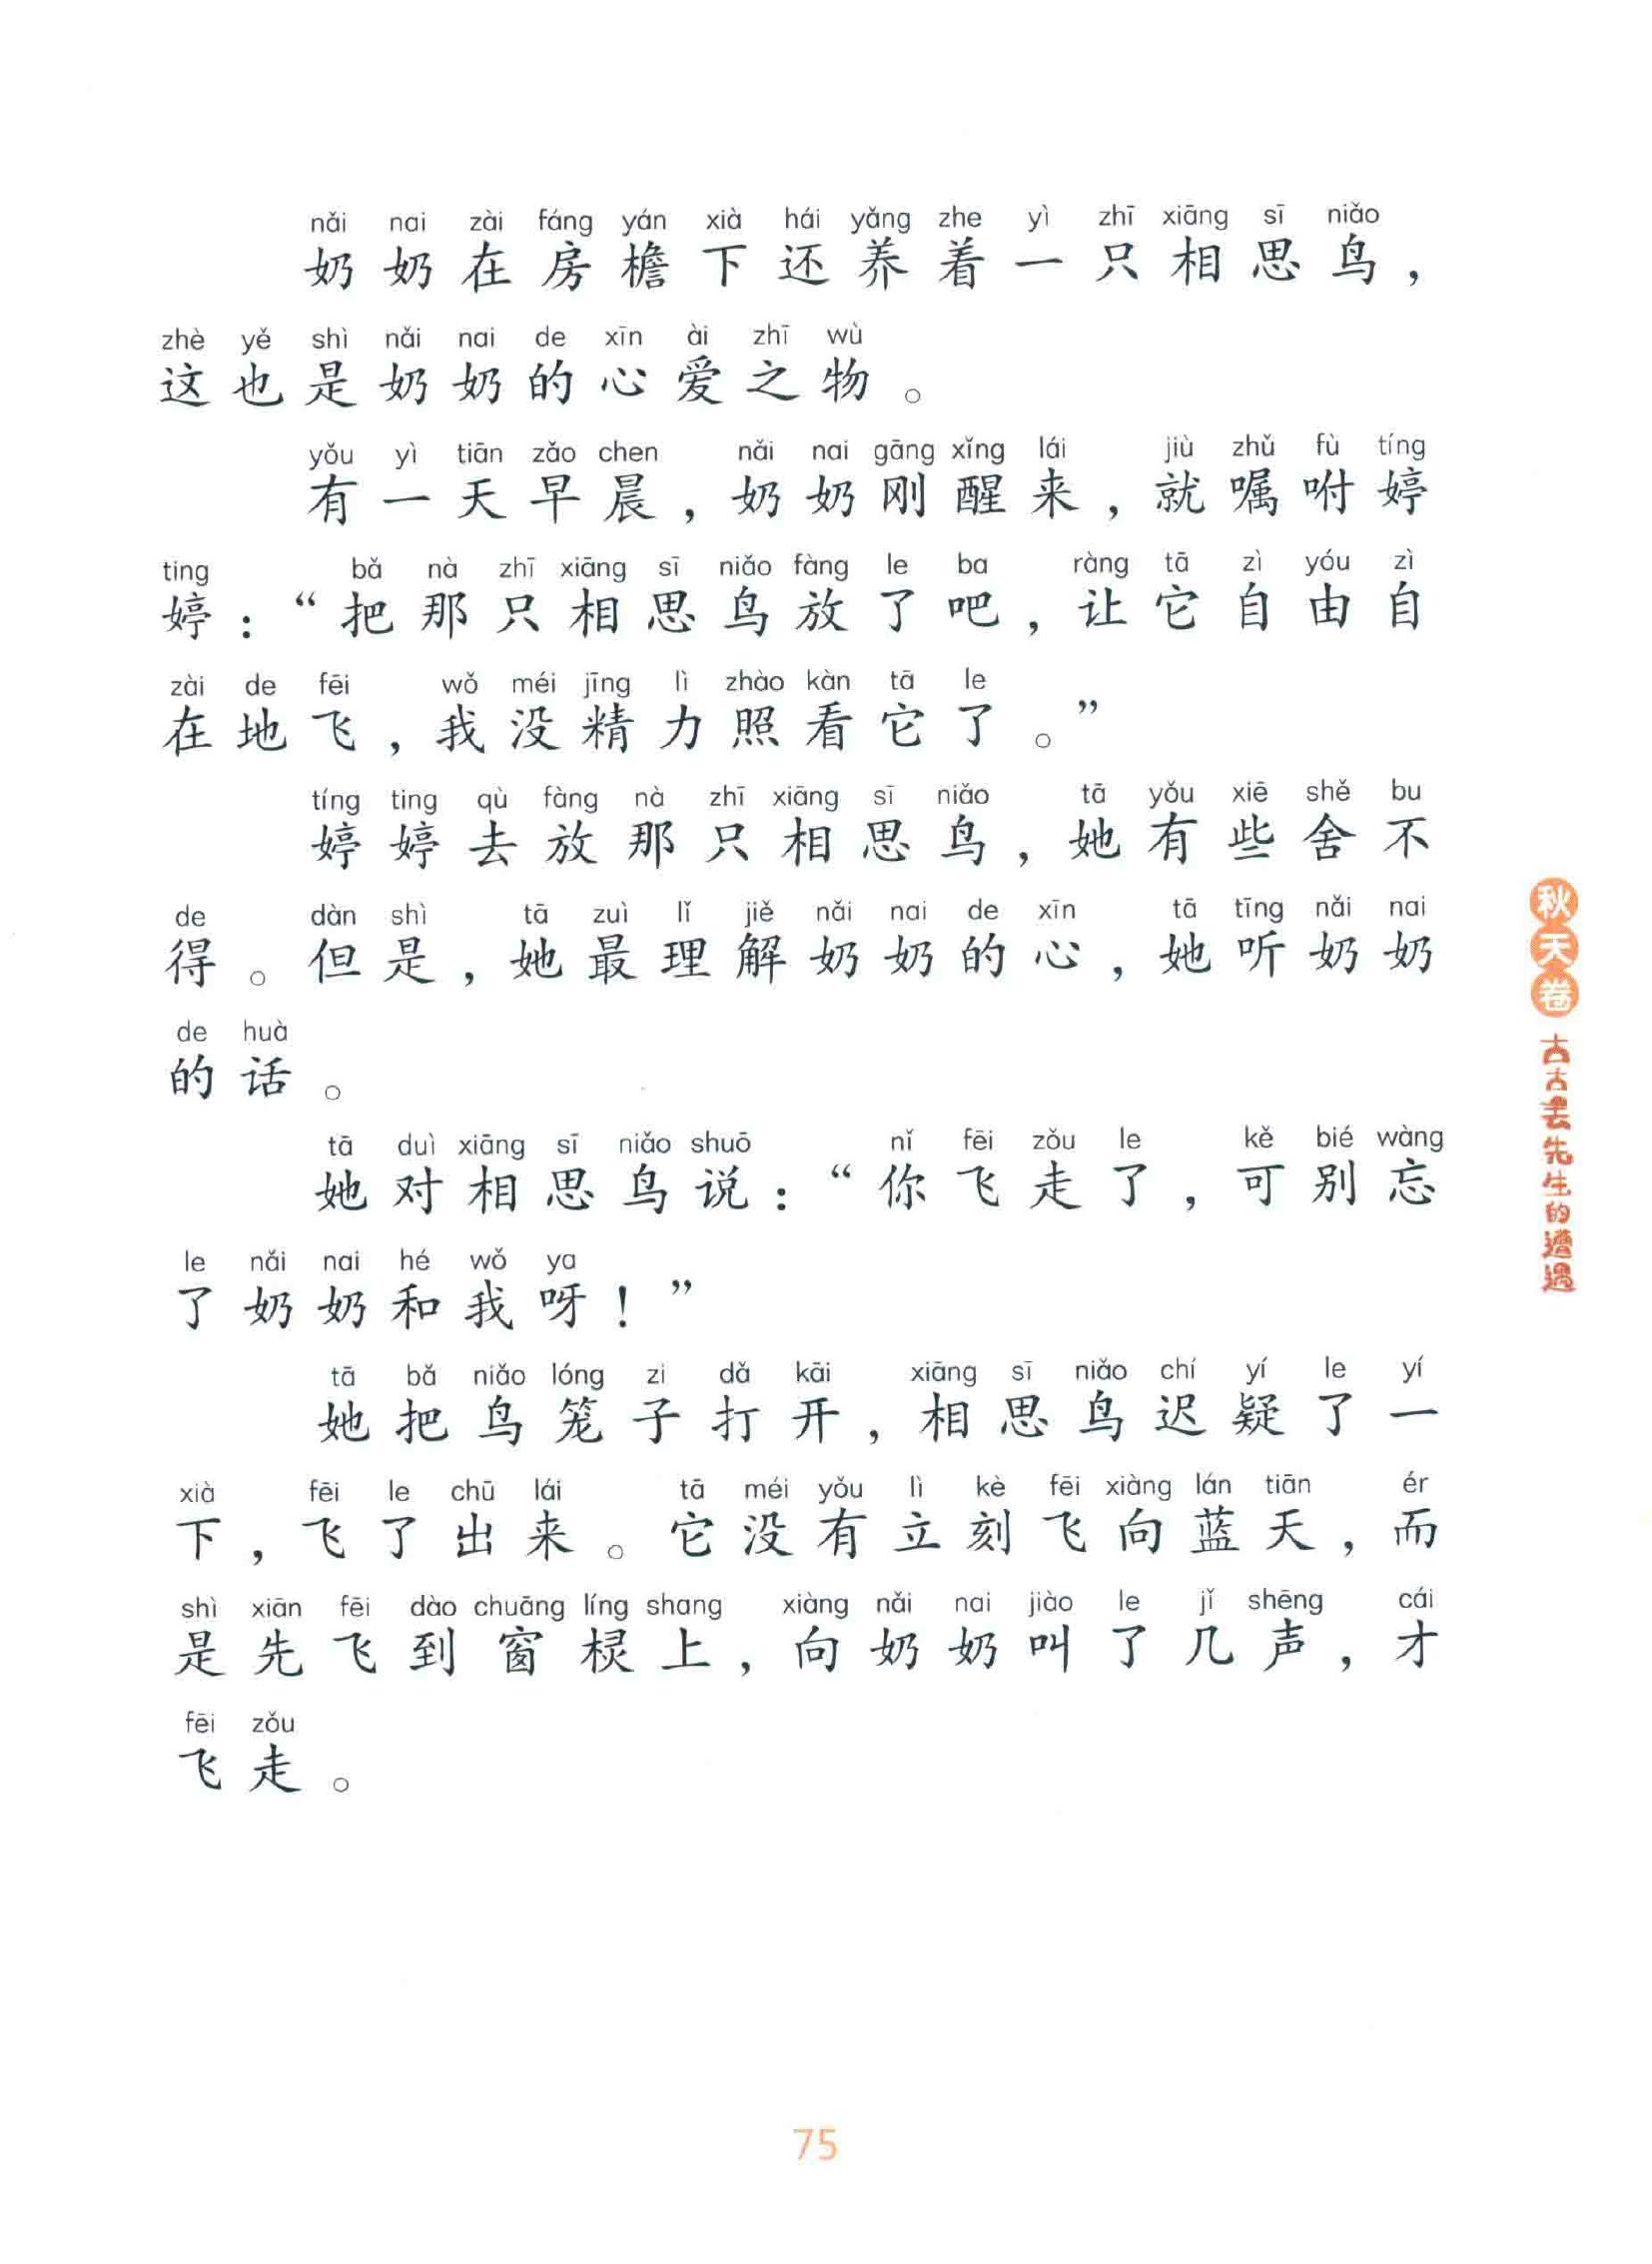 nǎi nai zài fáng yán xià hái yǎng zhe yì zhī xiāng sī niǎo
奶奶在房檐下还养着一只相思鸟，
zhè yě shì nǎi nai de xīn ài zhī wù
这也是奶奶的心爱之物。
yǒu yì tiān zǎo chen nǎi nai gāng xǐng lái jiù zhǔ fù tíng
有一天早晨，奶奶刚醒来，就嘱咐婷
ting bǎ nà zhī xiāng sī niǎo fàng le ba ràng tā zì yóu zì
婷：“把那只相思鸟放了吧，让它自由自
zài de fēi wǒ méi jīng lì zhào kàn tā le
在地飞，我没精力照看它了。”
tíng ting qù fàng nà zhī xiāng sī niǎo tā yǒu xiē shě bu
婷婷去放那只相思鸟，她有些舍不
de dàn shì tā zuì lǐ jiě nǎi nai de xīn tā tīng nǎi nai
得。但是，她最理解奶奶的心，她听奶奶
de huà
的话。
tā duì xiāng sī niǎo shuō nǐ fēi zǒu le kě bié wàng
她对相思鸟说：“你飞走了，可别忘
le nǎi nai hé wǒ ya
了奶奶和我呀！”
tā bǎ niǎo lóng zi dǎ kāi xiāng sī niǎo chí yí le yí
她把鸟笼子打开，相思鸟迟疑了一
xià fēi le chū lái tā méi yǒu lì kè fēi xiàng lán tiān ér
下，飞了出来。它没有立刻飞向蓝天，而
shì xiān fēi dào chuāng líng shang xiàng nǎi nai jiào le jǐ shēng cái
是先飞到窗棂上，向奶奶叫了几声，才
fēi zǒu
飞走。
秋天卷
古古丢先生的遭遇
75